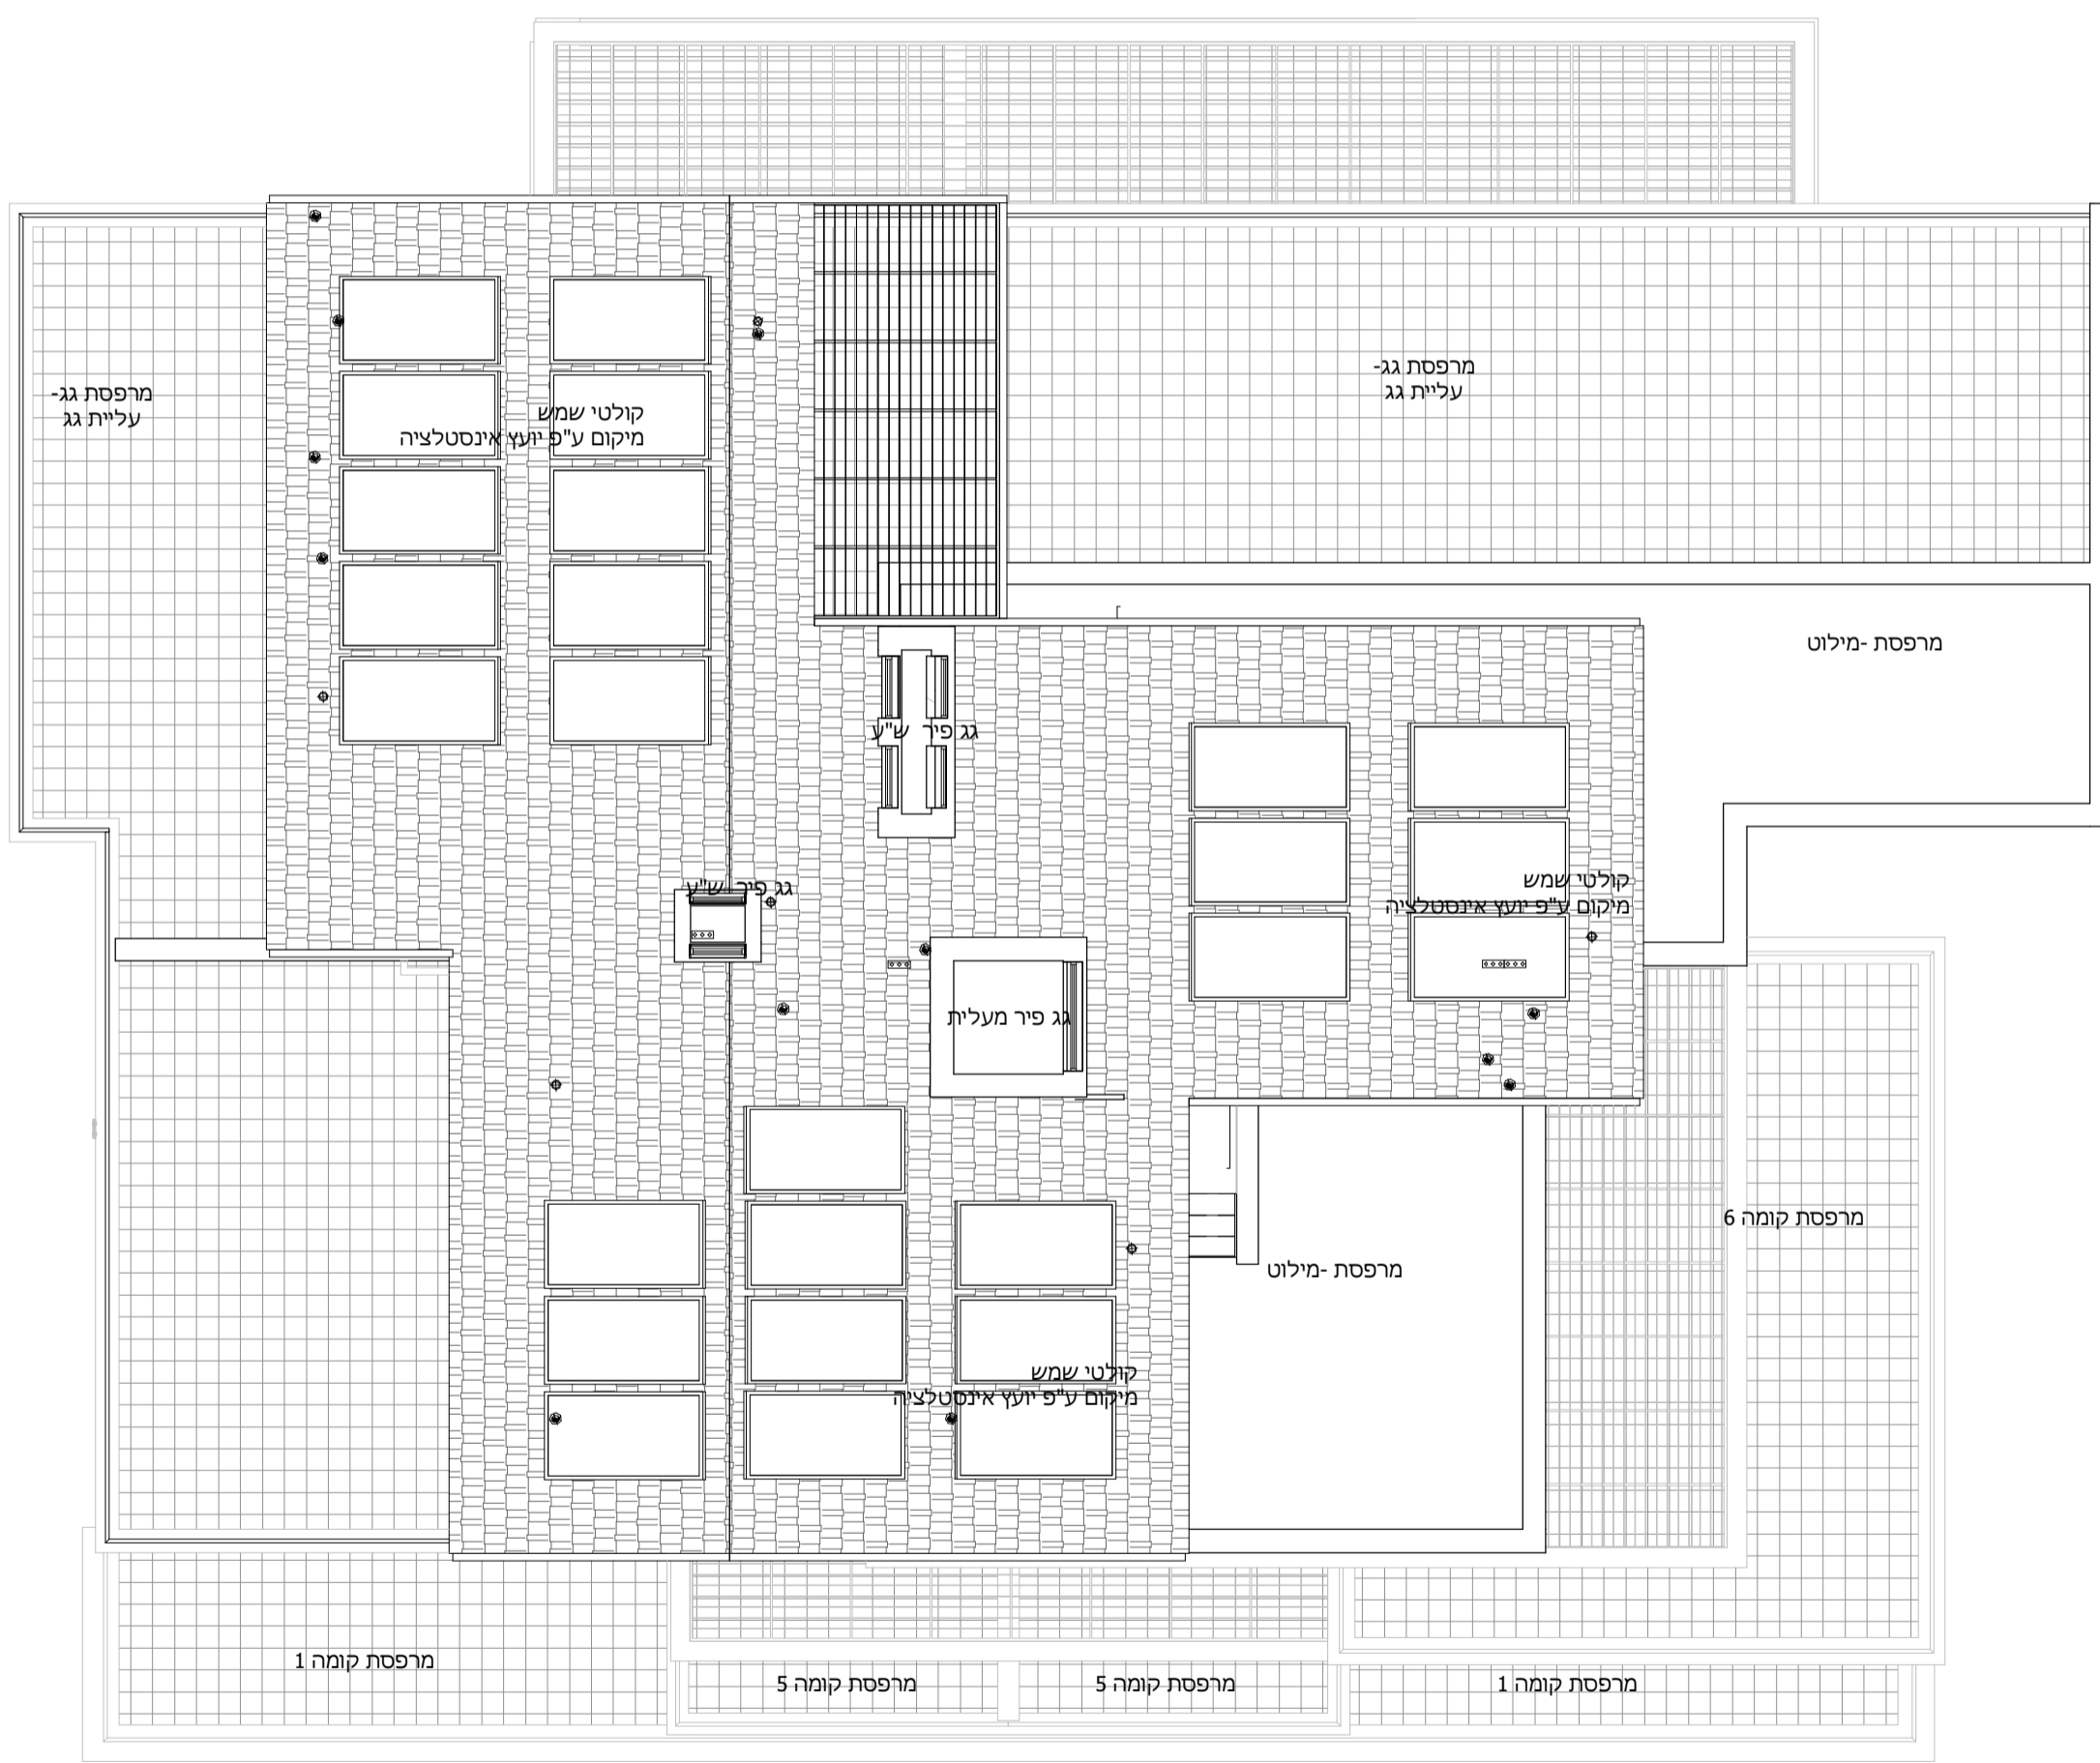 מרפסת גג-
עליית גג
מרפסת גג-
עליית גג
קולטי שמש
מיקום ע"פ יועץ אינסטלציה
מרפסת -מילוט
גג פיר ש"ע
גג פיר ש"ע
קולטי שמש
מיקום ע"פ יועץ אינסטלציה
גג פיר מעלית
מרפסת קומה 6
מרפסת -מילוט
קולטי שמש
מיקום ע"פ יועץ אינסטלציה
מרפסת קומה 1
מרפסת קומה 5
מרפסת קומה 5
מרפסת קומה 1